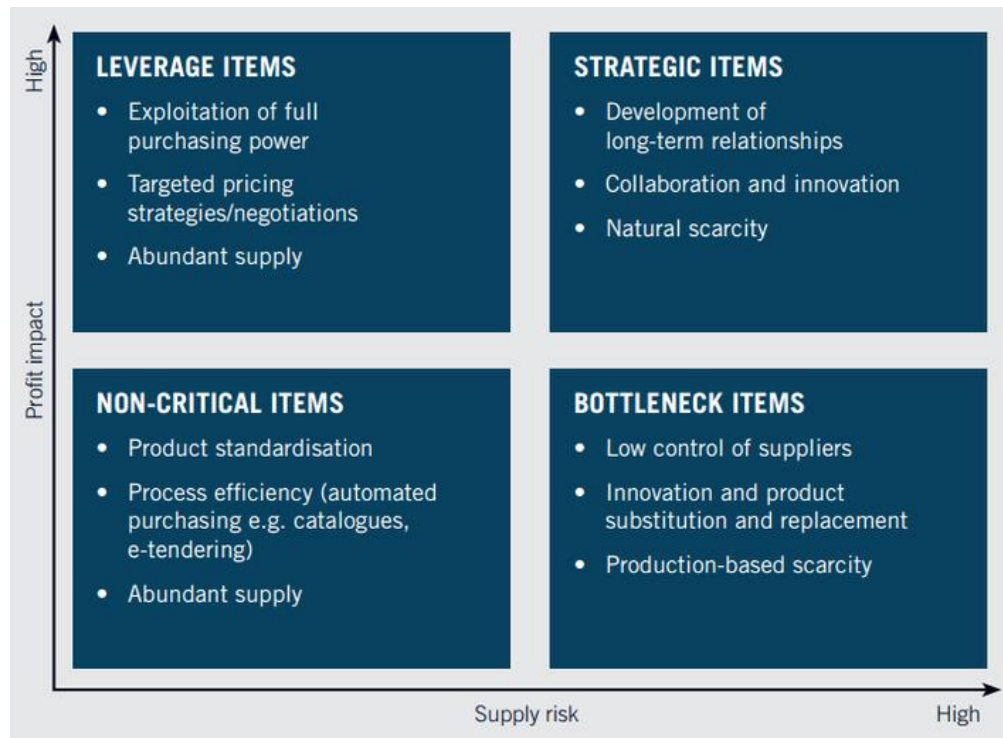 High
Profit impact
LEVERAGE ITEMS
• Exploitation of full
purchasing power
• Targeted pricing
strategies/negotiations
• Abundant supply
STRATEGIC ITEMS
• Development of
long-term relationships
• Collaboration and innovation
• Natural scarcity
NON-CRITICAL ITEMS
• Product standardisation
• Process efficiency (automated
purchasing e.g. catalogues,
e-tendering)
• Abundant supply
BOTTLENECK ITEMS
• Low control of suppliers
• Innovation and product
substitution and replacement
• Production-based scarcity
Supply risk
High